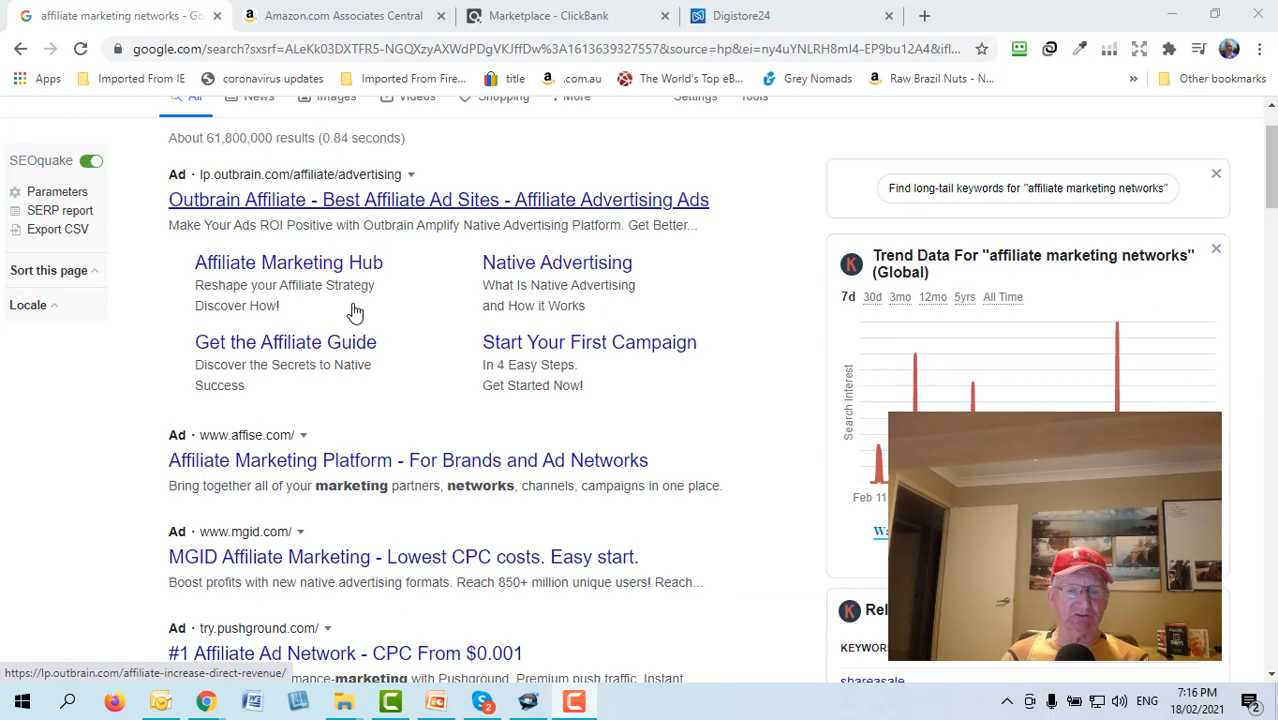 affiliate marketing networks - Go
Amazon.com Associates Central
Marketplace - ClickBank
Digistore24
google.com/search?sxsrf=ALeKk03DXTFR5-NGQXzyAXWdPDgVKJffDw%3A1613639327557&source=hp&ei=ny4uYNLRH8mI4-EP9bu12A4&ifl...
Apps
Imported From IE
coronavirus updates
Imported From Fire...
title
.com.au
The World's Top eB...
Grey Nomads
Raw Brazil Nuts - N...
»
Other bookmarks
All
News
Images
Videos
Shopping
More
Settings
Tools
About 61,800,000 results (0.84 seconds)
SEOquake
Parameters
SERP report
Export CSV
Sort this page
Locale
Ad · lp.outbrain.com/affiliate/advertising
Outbrain Affiliate - Best Affiliate Ad Sites - Affiliate Advertising Ads
Make Your Ads ROI Positive with Outbrain Amplify Native Advertising Platform. Get Better...
Affiliate Marketing Hub
Reshape your Affiliate Strategy
Discover How!
Native Advertising
What Is Native Advertising
and How it Works
Get the Affiliate Guide
Discover the Secrets to Native
Success
Start Your First Campaign
In 4 Easy Steps.
Get Started Now!
Ad · www.affise.com/
Affiliate Marketing Platform - For Brands and Ad Networks
Bring together all of your marketing partners, networks, channels, campaigns in one place.
Ad · www.mgid.com/
MGID Affiliate Marketing - Lowest CPC costs. Easy start.
Boost profits with new native advertising formats. Reach 850+ million unique users! Reach...
Ad · try.pushground.com/
#1 Affiliate Ad Network - CPC From $0.001
marketing with Pushground. Premium push traffic. Instant
Find long-tail keywords for "affiliate marketing networks"
Trend Data For "affiliate marketing networks"
(Global)
7d 30d 3mo 12mo 5yrs All Time
Search Interest
Feb 11
Rel
KEYWOR
shareasale
https://lp.outbrain.com/affiliate-increase-direct-revenue/
ENG
7:16 PM
18/02/2021
2
2